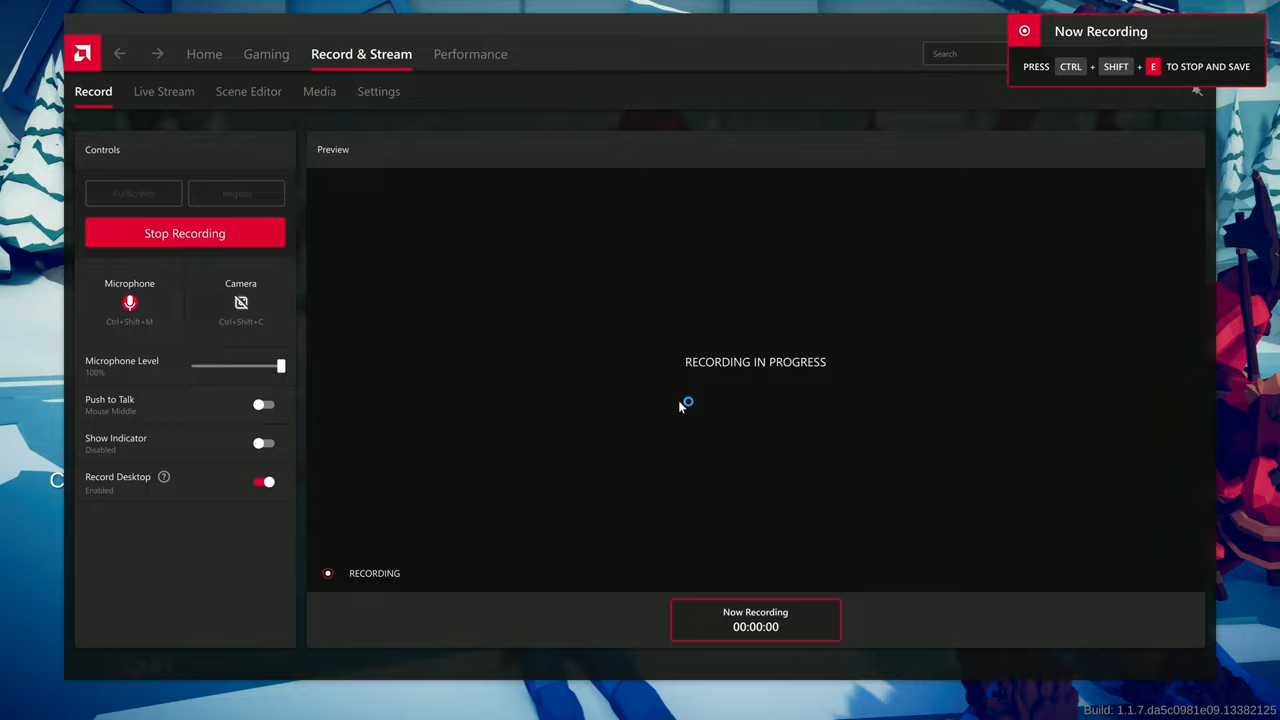 Now Recording
PRESS CTRL + SHIFT + E TO STOP AND SAVE
Home Gaming Record & Stream Performance
Search
Record Live Stream Scene Editor Media Settings
Controls
Preview
Fullscreen Region
Stop Recording
Microphone Camera
Ctrl+Shift+M Ctrl+Shift+C
Microphone Level
100%
Push to Talk
Mouse Middle
Show Indicator
Disabled
Record Desktop ?
Enabled
RECORDING IN PROGRESS
RECORDING
Now Recording
00:00:00
Build: 1.1.7.da5c0981e09.13382125